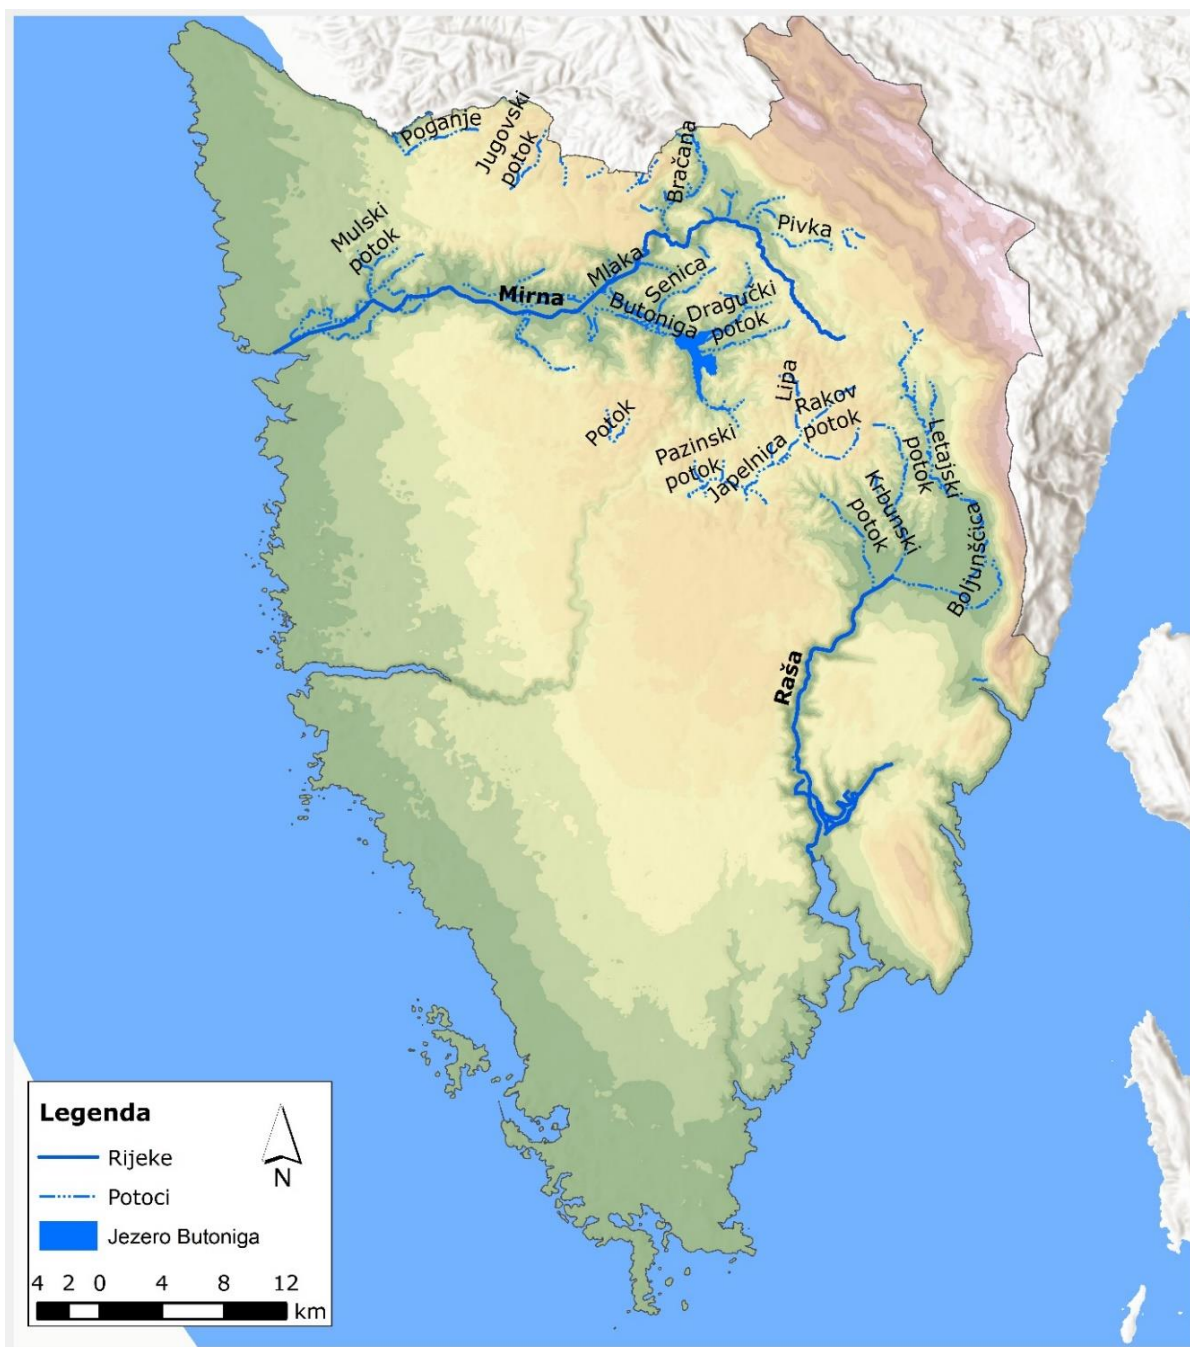 Poganje
Jugovski
potok
Bračana
Mulski
potok
Pivka
Mlaka
Senica
Mirna
Butoniga
Dragučki
potok
Lipa
Rakov
potok
Potok
Pazinski
potok
Japelnica
Letajski
potok
Krbunski
potok
Boljunšćica
Raša
Legenda
Rijeke
Potoci
Jezero Butoniga
N
4 2 0 4 8 12
km